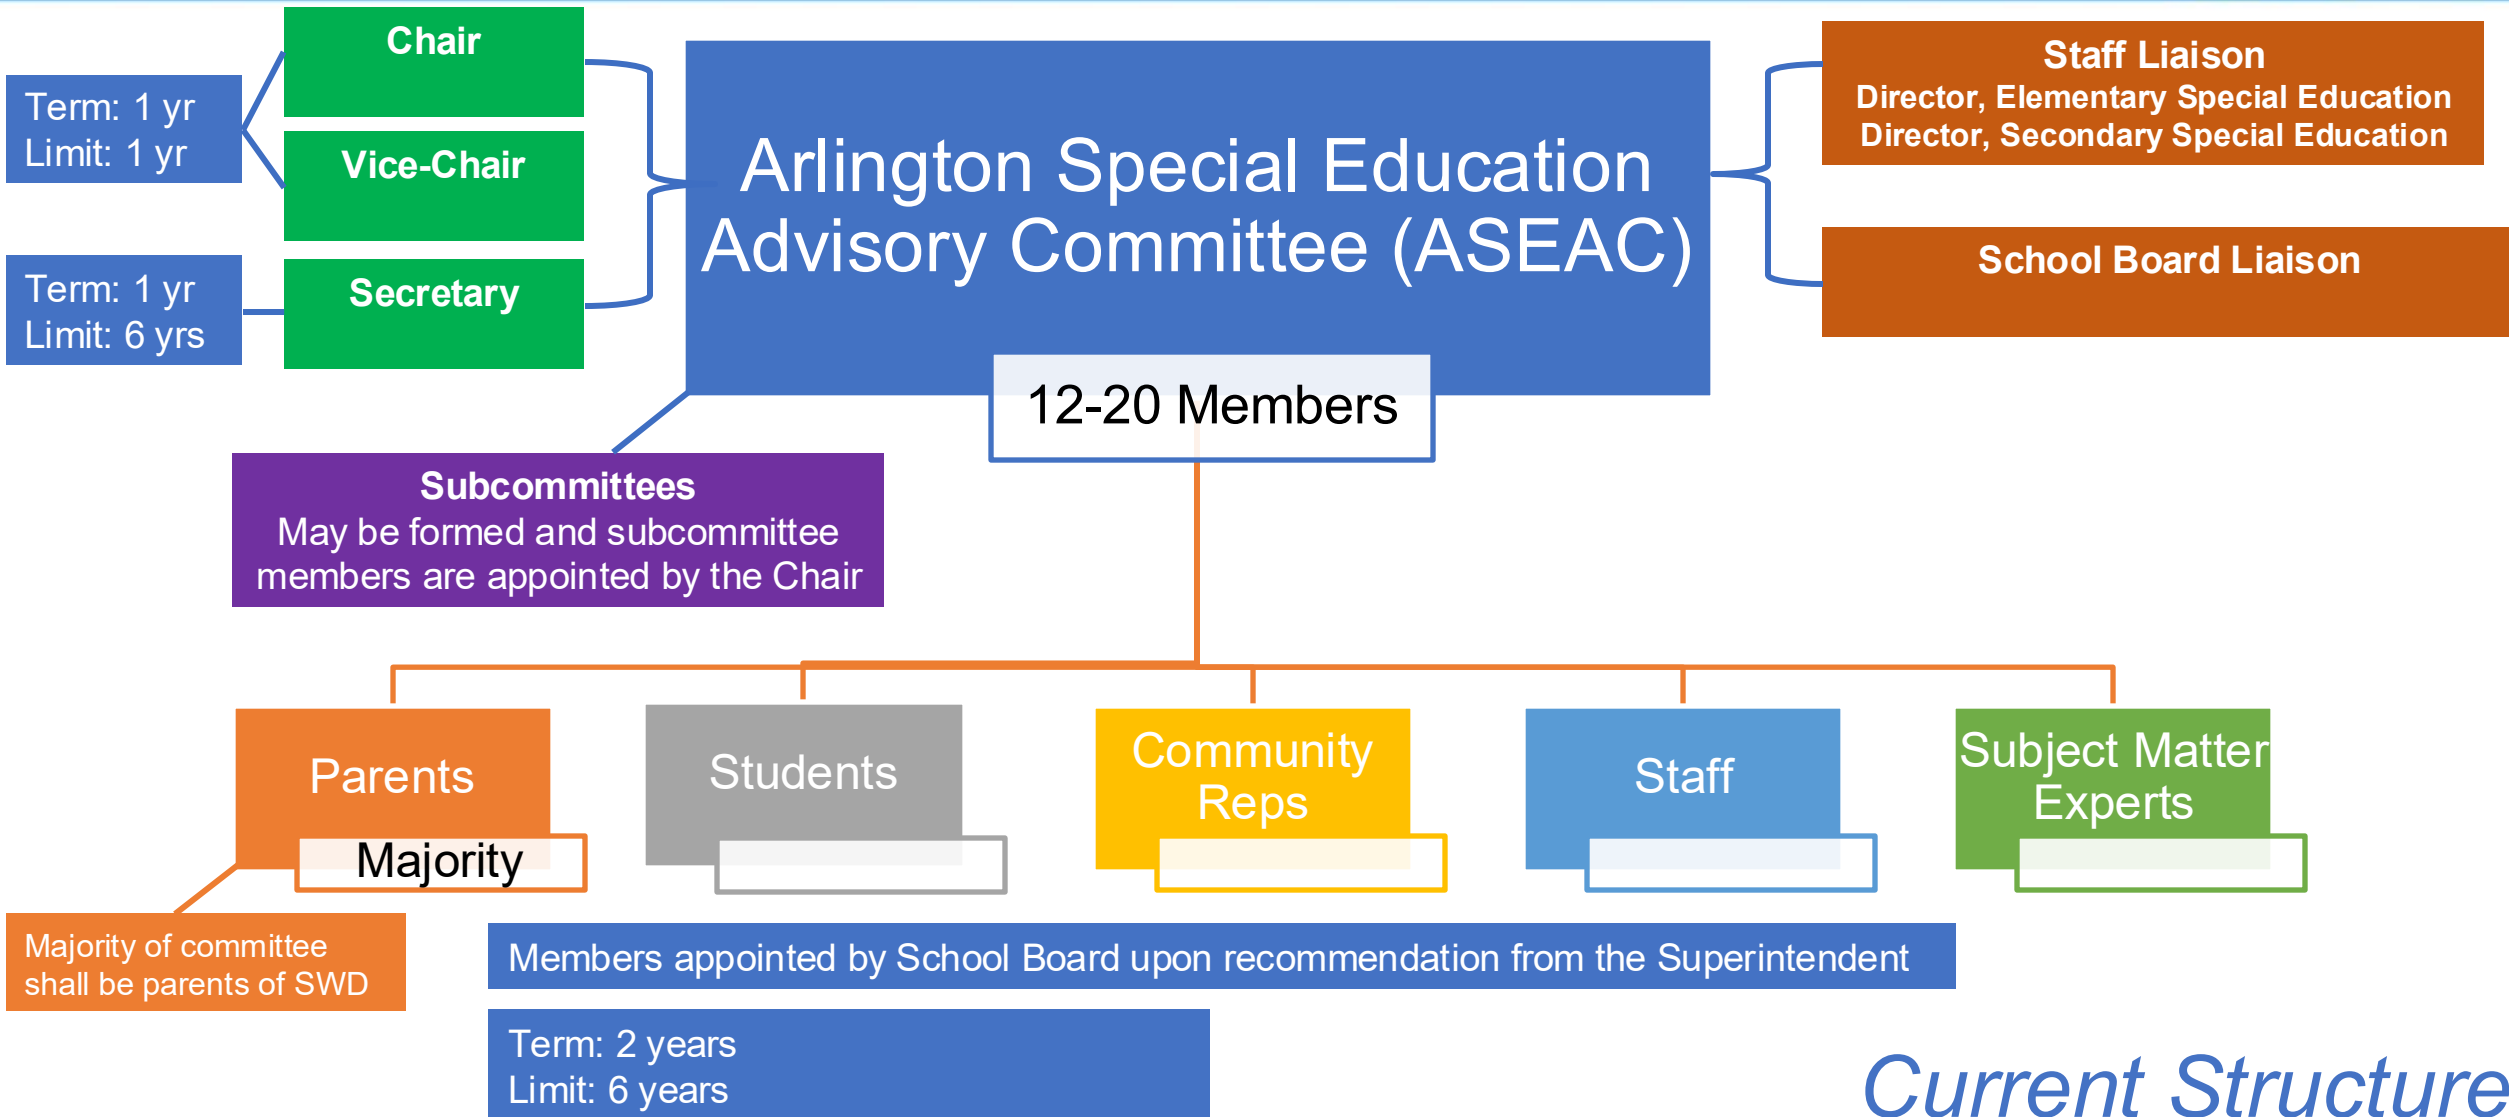 Chair
Term: 1 yr
Limit: 1 yr
Vice-Chair
Term: 1 yr
Limit: 6 yrs
Secretary
Arlington Special Education
Advisory Committee (ASEAC)
12-20 Members
Staff Liaison
Director, Elementary Special Education
Director, Secondary Special Education
School Board Liaison
Subcommittees
May be formed and subcommittee
members are appointed by the Chair
Parents
Majority
Students
Community
Reps
Staff
Subject Matter
Experts
Majority of committee
shall be parents of SWD
Members appointed by School Board upon recommendation from the Superintendent
Term: 2 years
Limit: 6 years
Current Structure